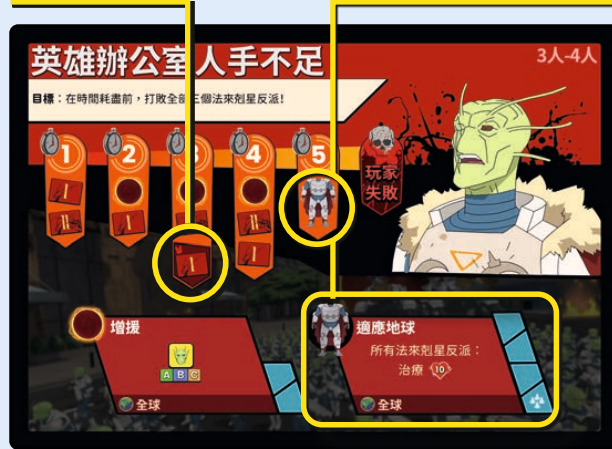 英雄辦公室人手不足
3人-4人
目標：在時間耗盡前，打敗全部三個法來剋星反派！
1
2
3
4
5
玩家
失敗
I
I
II
II
II
I
I
增援
A B C
全球
適應地球
所有法來剋星反派：
治療 10
全球